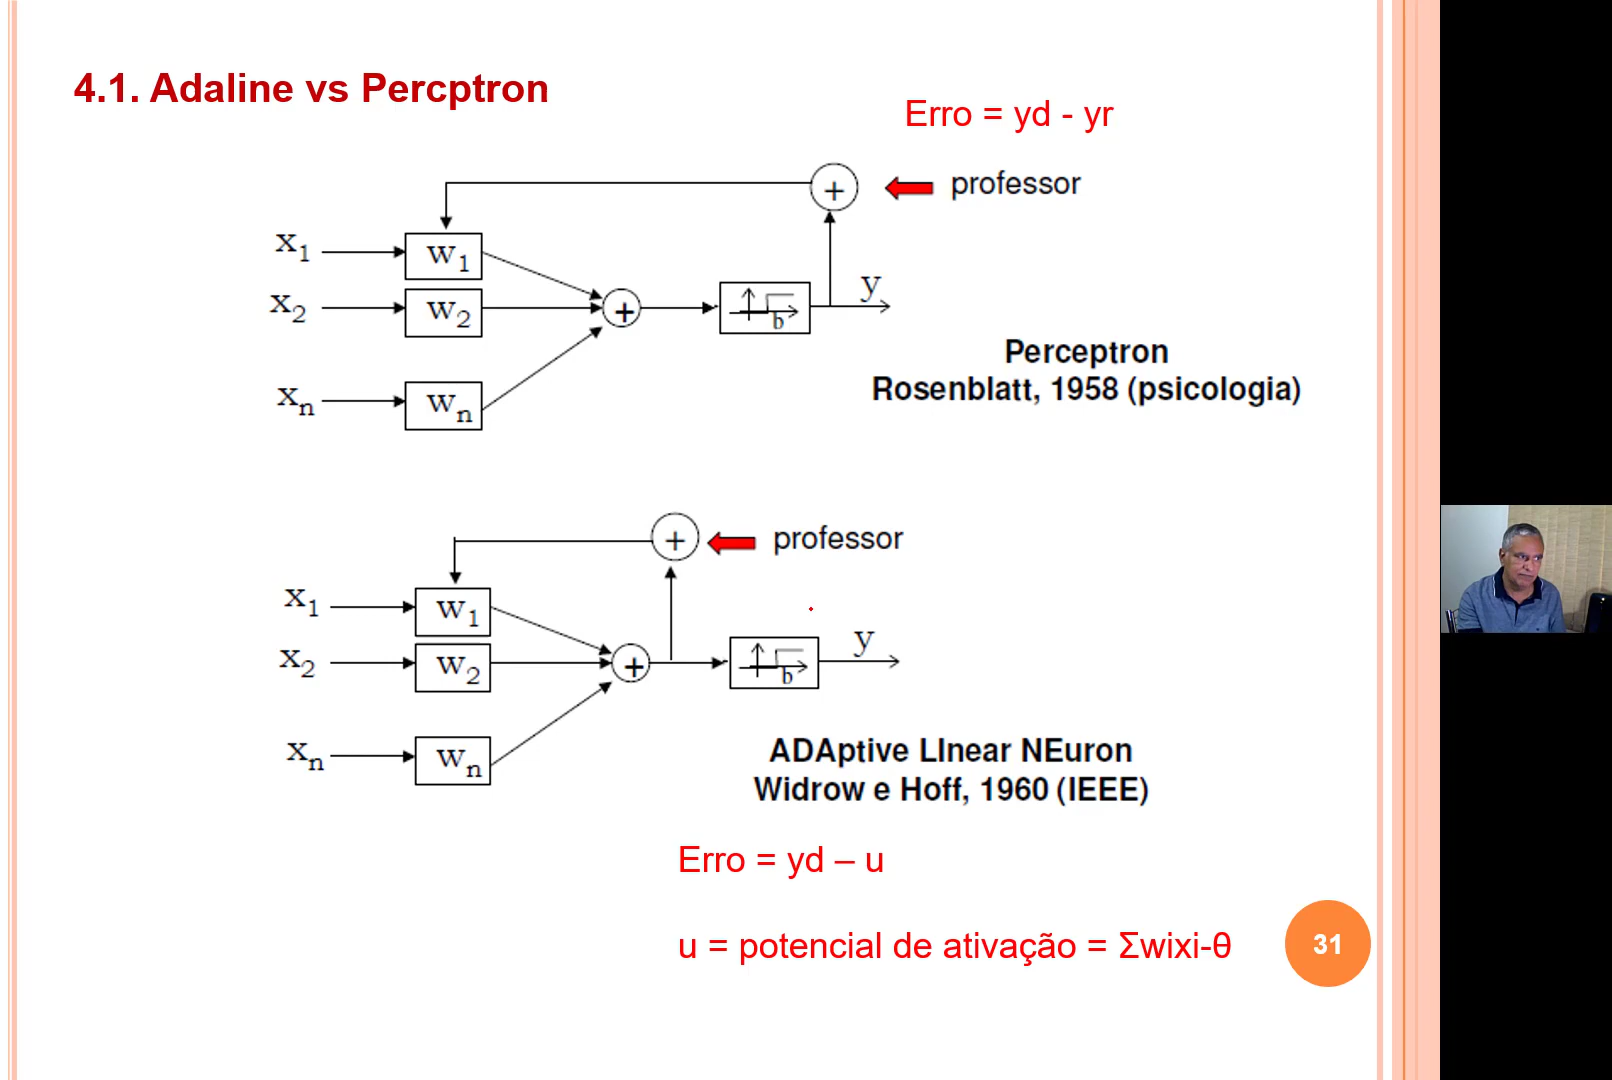 4.1. Adaline vs Percptron
Erro = yd - yr
+
professor
x1
w1
x2
w2
+
b
y
xn
wn
Perceptron
Rosenblatt, 1958 (psicologia)
+
professor
x1
w1
x2
w2
+
b
y
xn
wn
ADAptive LInear NEuron
Widrow e Hoff, 1960 (IEEE)
Erro = yd – u
u = potencial de ativação = Σwixi-θ
31